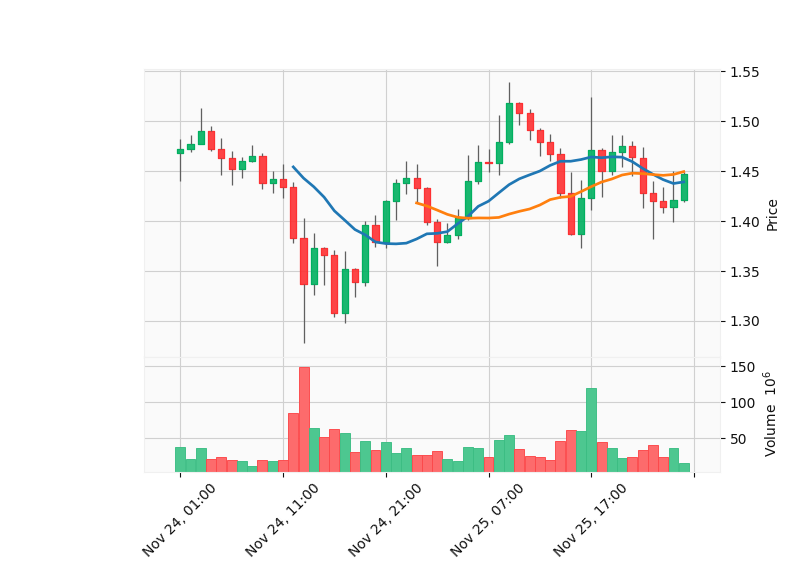 1.55
1.50
1.45
1.40
1.35
1.30
Price
150
100
50
Volume 10^6
Nov 24, 01:00
Nov 24, 11:00
Nov 24, 21:00
Nov 25, 07:00
Nov 25, 17:00